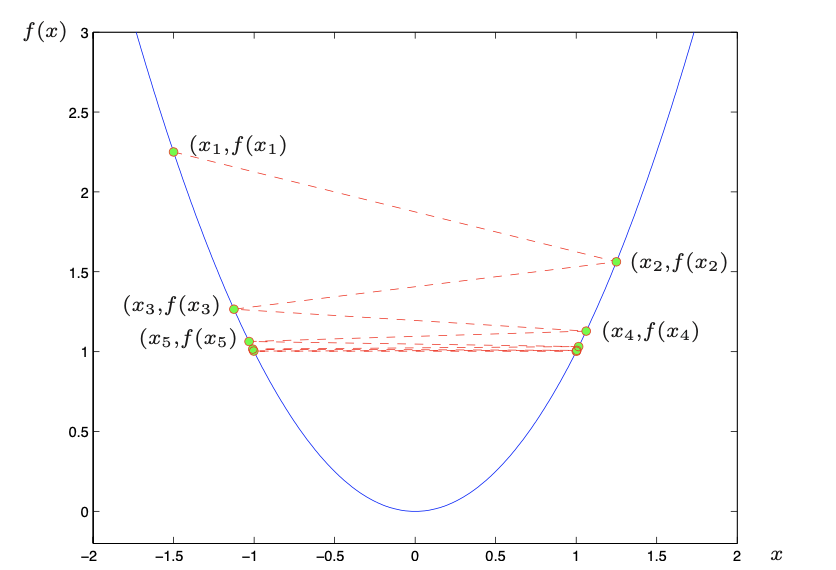 f(x)
3
2.5
(x₁,f(x₁)
2
(x₂,f(x₂)
1.5
(x₃,f(x₃)
(x₄,f(x₄)
(x₅,f(x₅)
1
0.5
0
−2 −1.5 −1 −0.5 0 0.5 1 1.5 2 x